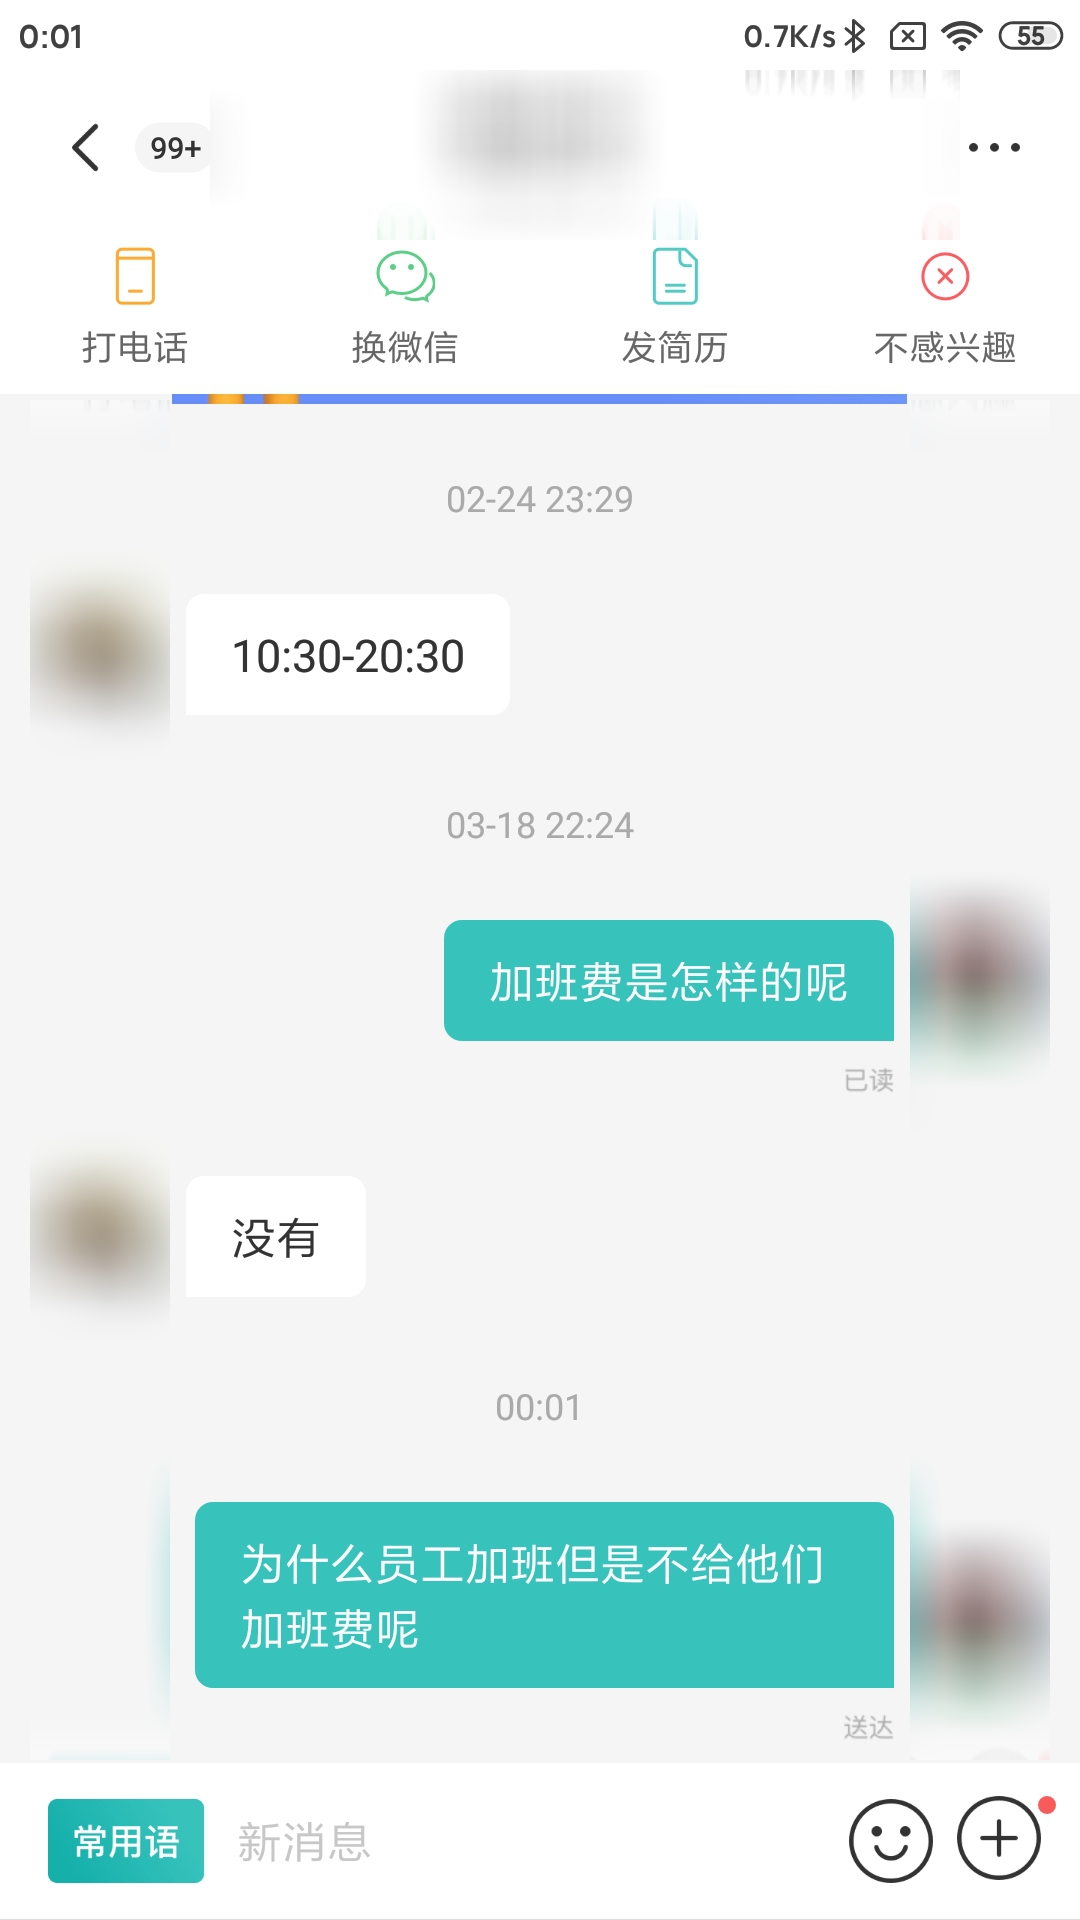 0:01
0.7K/s
55
99+
打电话
换微信
发简历
不感兴趣
02-24 23:29
10:30-20:30
03-18 22:24
加班费是怎样的呢
已读
没有
00:01
为什么员工加班但是不给他们
加班费呢
送达
常用语
新消息